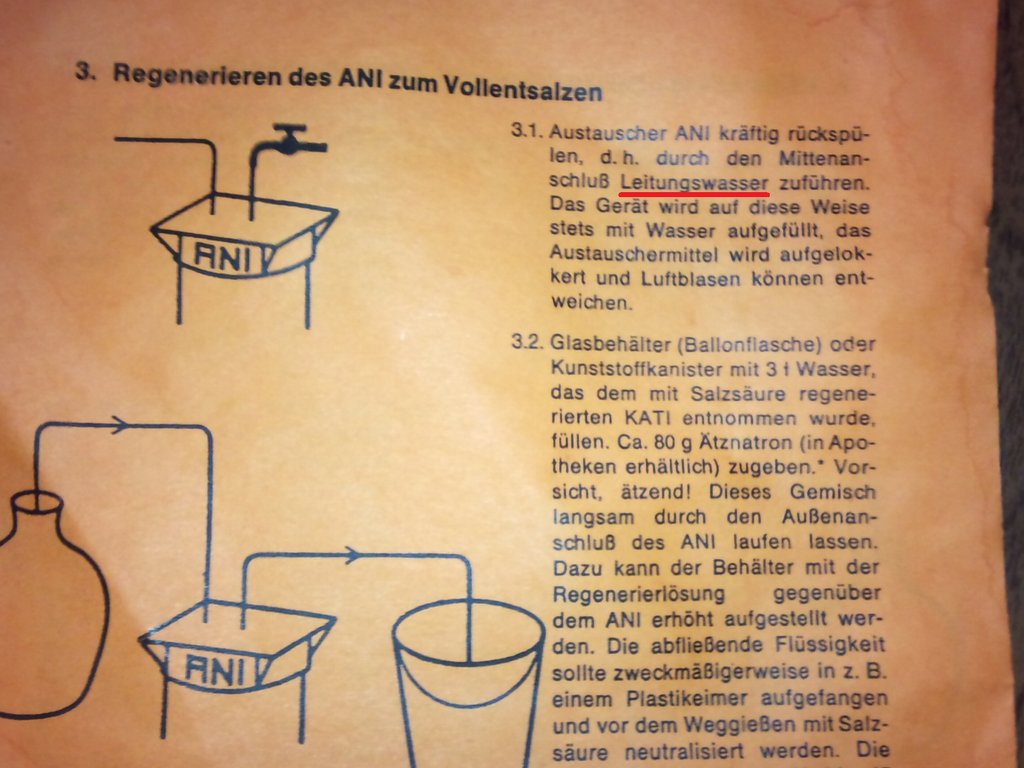 3. Regenerieren des ANI zum Vollentsalzen
ANI
3.1. Austauscher ANI kräftig rückspü-
len, d. h. durch den Mittenan-
schluß Leitungswasser zuführen.
Das Gerät wird auf diese Weise
stets mit Wasser aufgefüllt, das
Austauschermittel wird aufgelok-
kert und Luftblasen können ent-
weichen.
3.2. Glasbehälter (Ballonflasche) oder
Kunststoffkanister mit 3 l Wasser,
das dem mit Salzsäure regene-
rierten KATI entnommen wurde,
füllen. Ca. 80 g Ätznatron (in Apo-
theken erhältlich) zugeben.* Vor-
sicht, ätzend! Dieses Gemisch
langsam durch den Außenan-
schluß des ANI laufen lassen.
Dazu kann der Behälter mit der
Regenerierlösung gegenüber
dem ANI erhöht aufgestellt wer-
den. Die abfließende Flüssigkeit
sollte zweckmäßigerweise in z. B.
einem Plastikeimer aufgefangen
und vor dem Weggießen mit Salz-
säure neutralisiert werden. Die
ANI